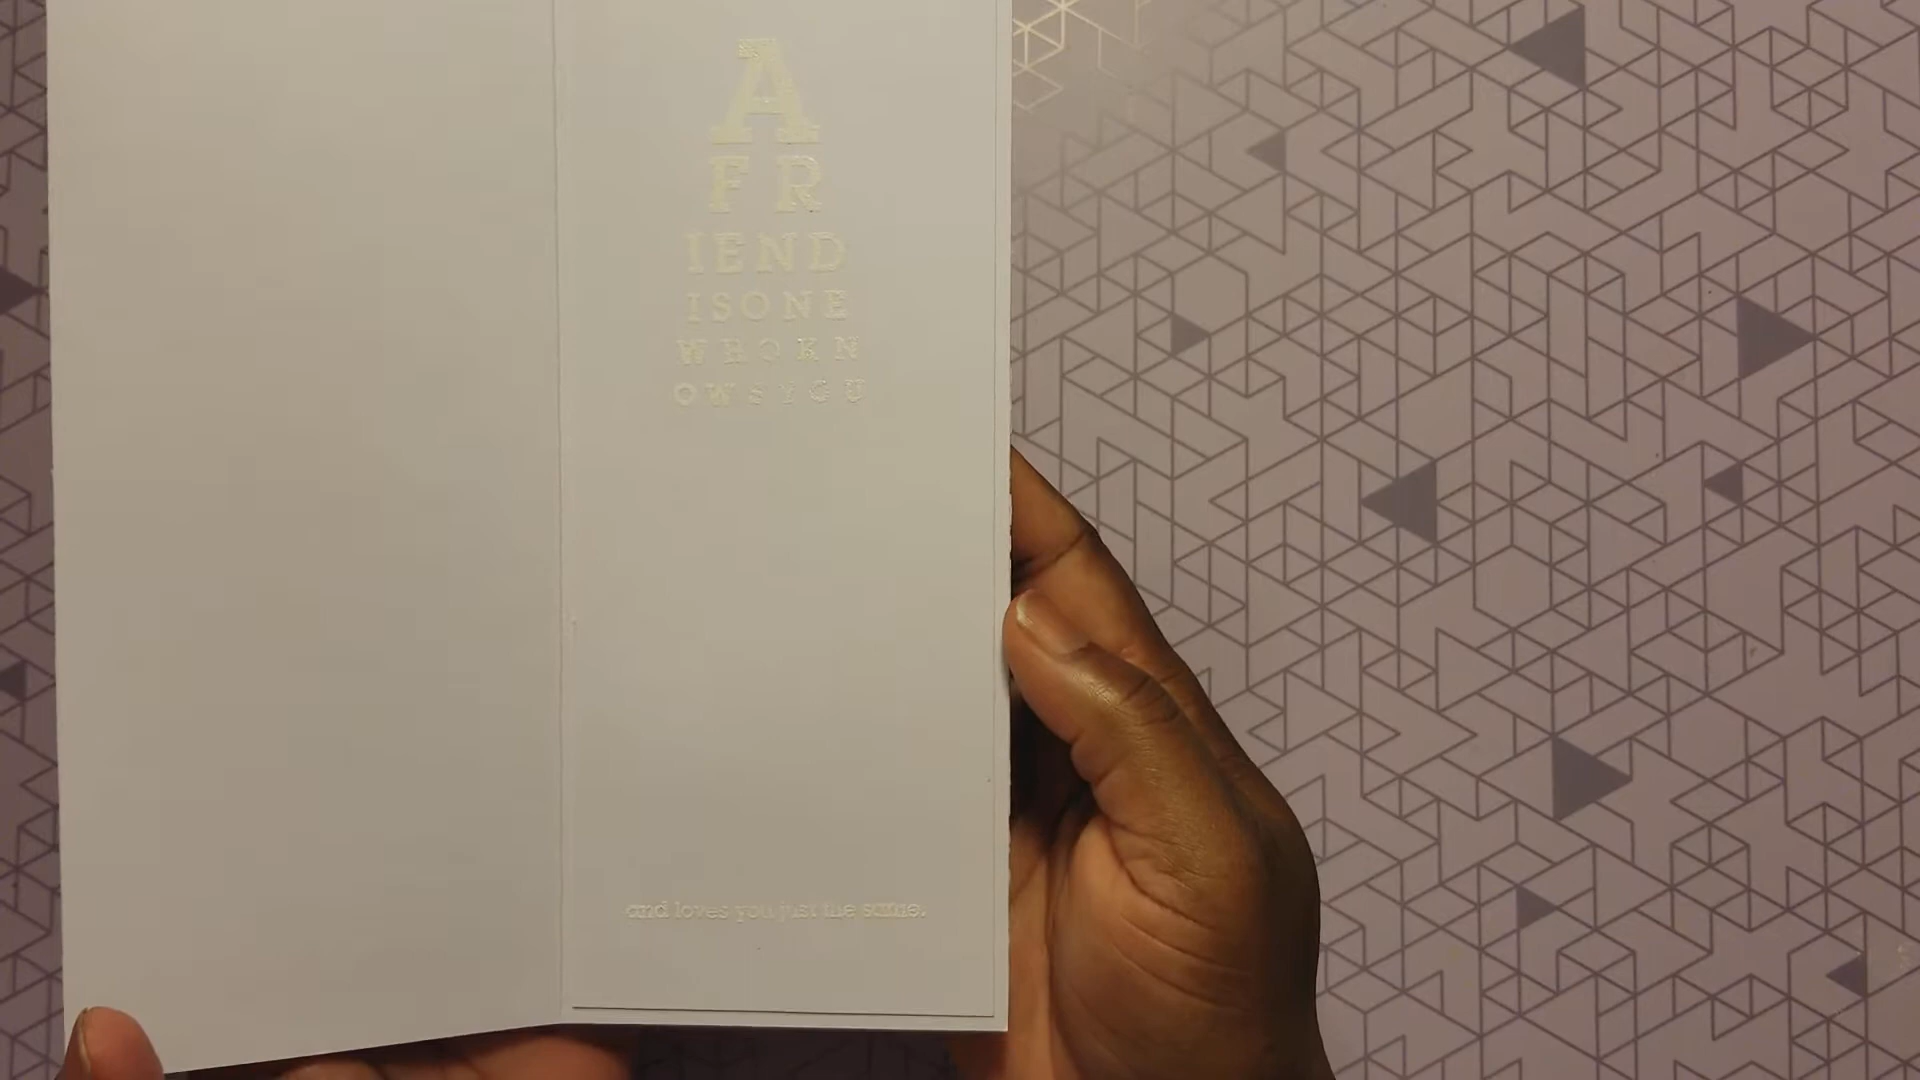 A
FR
IEND
ISONE
WHOKN
OWSYOU
and loves you just the same.